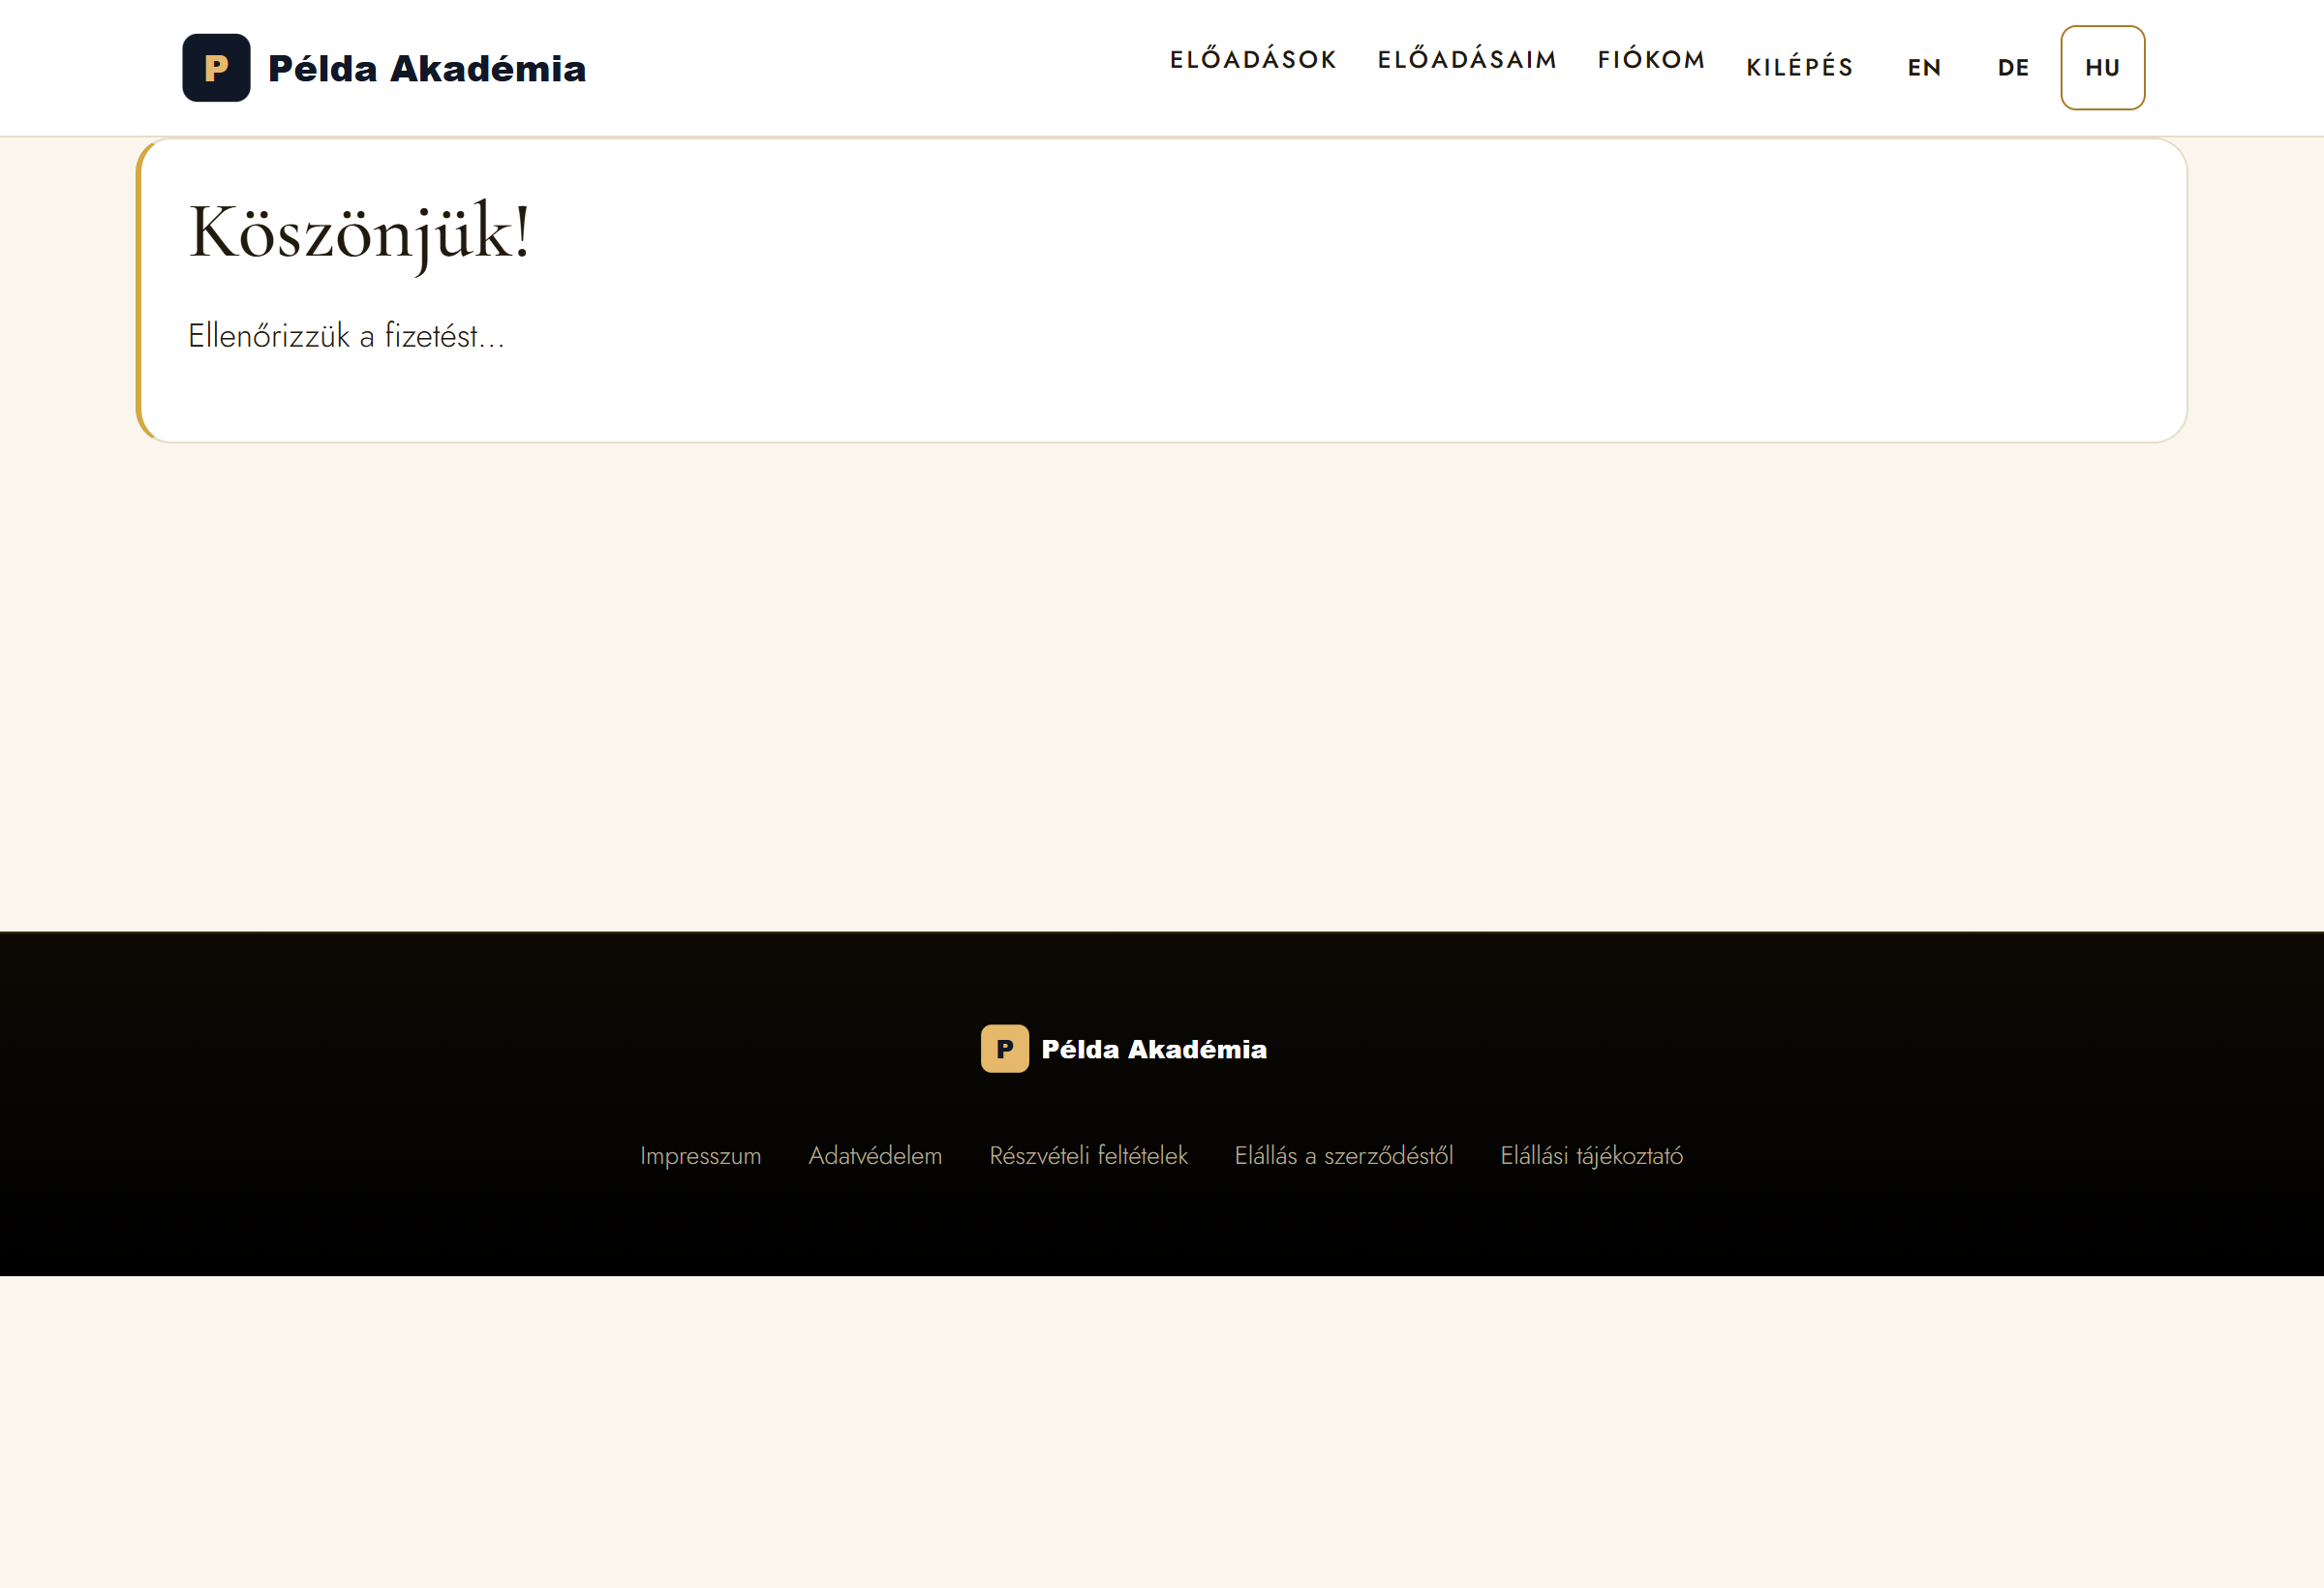 P Példa Akadémia
ELŐADÁSOK ELŐADÁSAIM FIÓKOM KILÉPÉS EN DE HU
Köszönjük!
Ellenőrizzük a fizetést...
P Példa Akadémia
Impresszum Adatvédelem Részvételi feltételek Elállás a szerződéstől Elállási tájékoztató